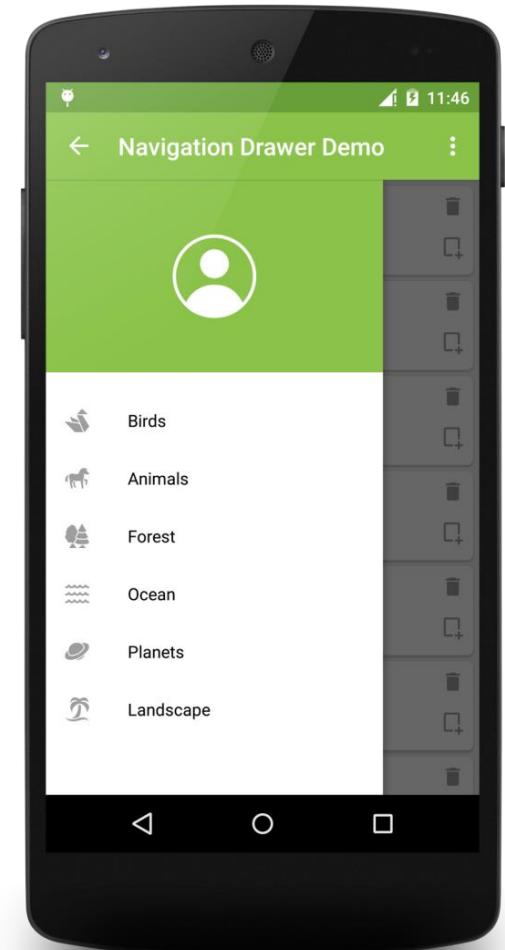 11:46
Navigation Drawer Demo
Birds
Animals
Forest
Ocean
Planets
Landscape